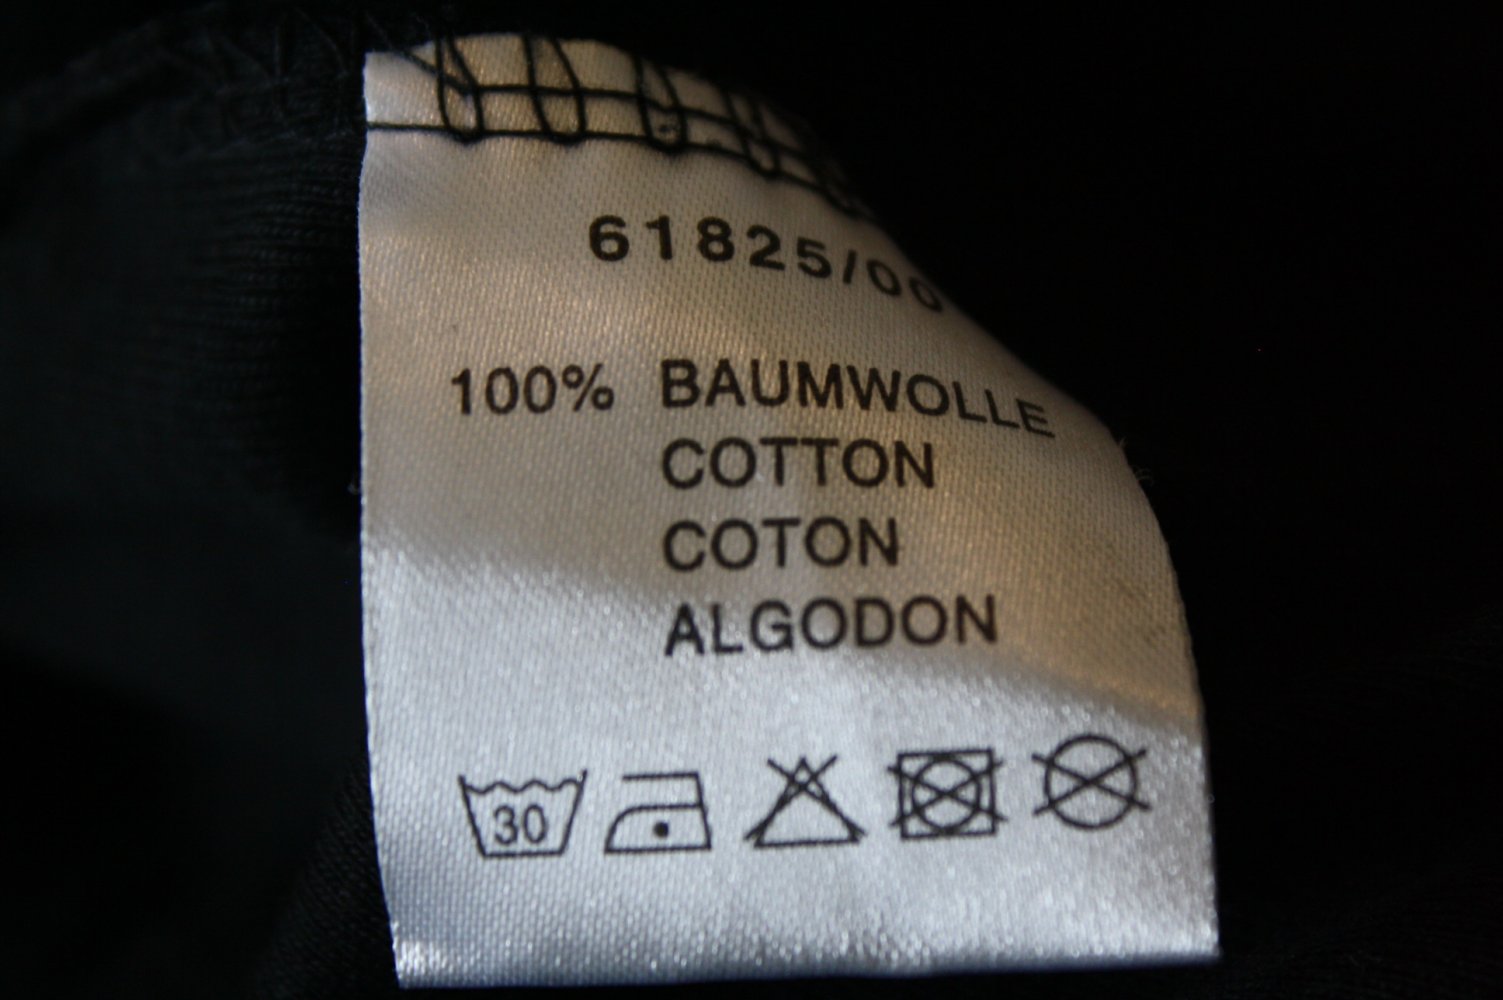 61825/00
100% BAUMWOLLE
COTTON
COTON
ALGODON
30